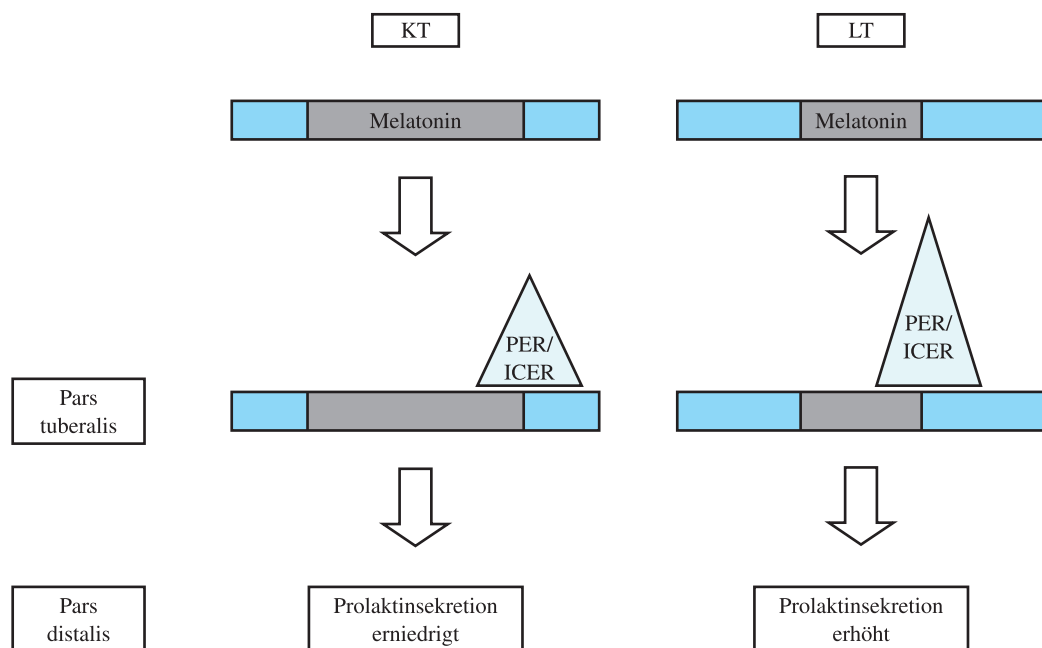 KT
LT
Melatonin
Melatonin
PER/
ICER
PER/
ICER
Pars
tuberalis
Pars
distalis
Prolaktinsekretion
erniedrigt
Prolaktinsekretion
erhöht